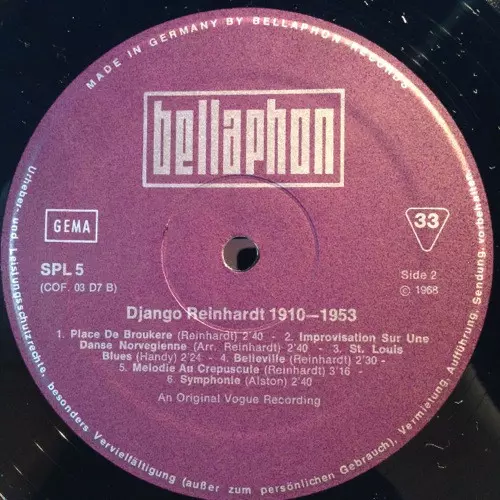 MADE IN GERMANY BY BELLAPHON RECORDS
bellaphon
GEMA
33
SPL 5
(COF. 03 D7 B)
Side 2
℗ 1968
Django Reinhardt 1910—1953
1. Place De Broukere (Reinhardt) 2'40 - 2. Improvisation Sur Une
Danse Norvegienne (Arr. Reinhardt) 2'40 - 3. St. Louis
Blues (Handy) 2'24 - 4. Belleville (Reinhardt) 2'30 -
5. Melodie Au Crepuscule (Reinhardt) 3'16
6. Symphonie (Alston) 2'40
An Original Vogue Recording
Urheber- und Leistungsschutzrechte, besonders Vervielfältigung (außer zum persönlichen Gebrauch), Vermietung, Aufführung, Sendung, vorbehalten